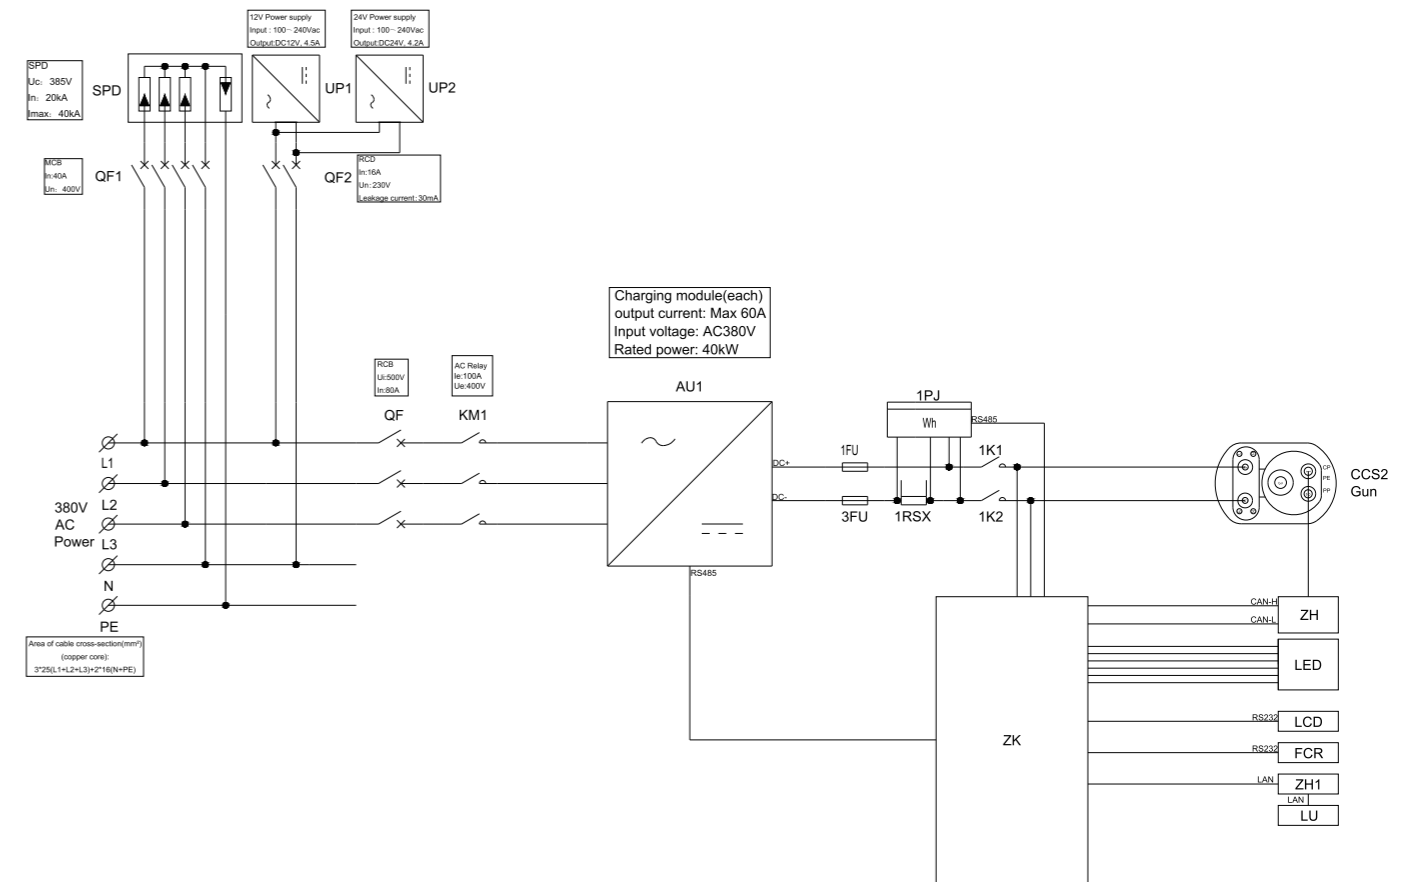 12V Power supply
Input : 100~ 240Vac
Output:DC12V, 4.5A
24V Power supply
Input : 100~ 240Vac
Output:DC24V, 4.2A
SPD
Uc: 385V
In: 20kA
Imax: 40kA
SPD
UP1
UP2
MCB
In:40A
Un: 400V
QF1
QF2
RCD
In:16A
Un:230V
Leakage current:30mA
Charging module(each)
output current: Max 60A
Input voltage: AC380V
Rated power: 40kW
RCB
Ui:500V
In:80A
AC Relay
Ie:100A
Ue:400V
QF
KM1
AU1
1PJ
Wh
RS485
L1
L2
L3
N
PE
380V
AC
Power
DC+
DC-
1FU
3FU
1RSX
1K1
1K2
CP
PE
PP
CCS2
Gun
RS485
Area of cable cross-section(mm²)
(copper core):
3*25(L1+L2+L3)+2*16(N+PE)
ZK
CAN-H
CAN-L
ZH
LED
RS232
LCD
RS232
FCR
LAN
ZH1
LAN
LU